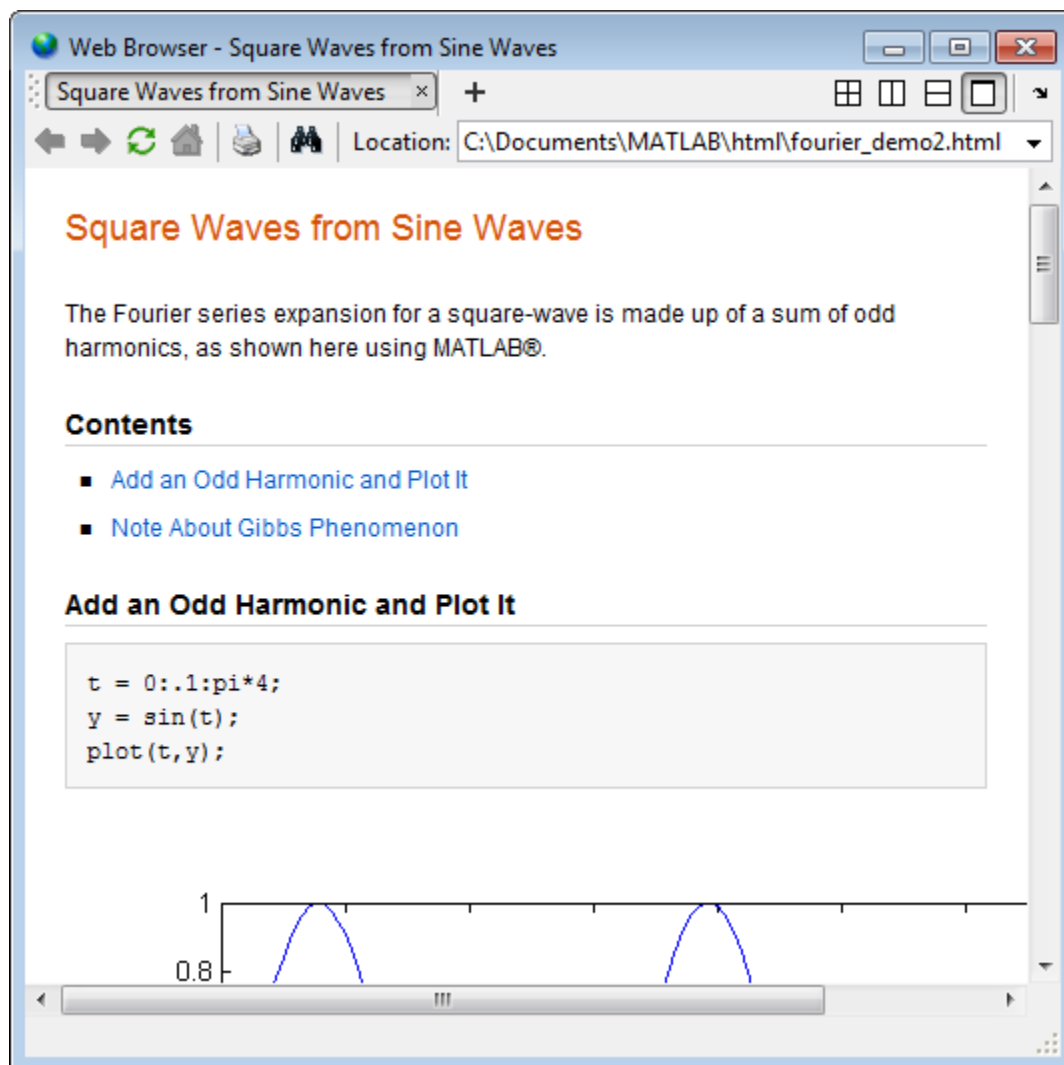 Web Browser - Square Waves from Sine Waves
Square Waves from Sine Waves
Location: C:\Documents\MATLAB\html\fourier_demo2.html
Square Waves from Sine Waves
The Fourier series expansion for a square-wave is made up of a sum of odd
harmonics, as shown here using MATLAB®.
Contents
Add an Odd Harmonic and Plot It
Note About Gibbs Phenomenon
Add an Odd Harmonic and Plot It
t = 0:.1:pi*4;
y = sin(t);
plot(t,y);
1
0.8